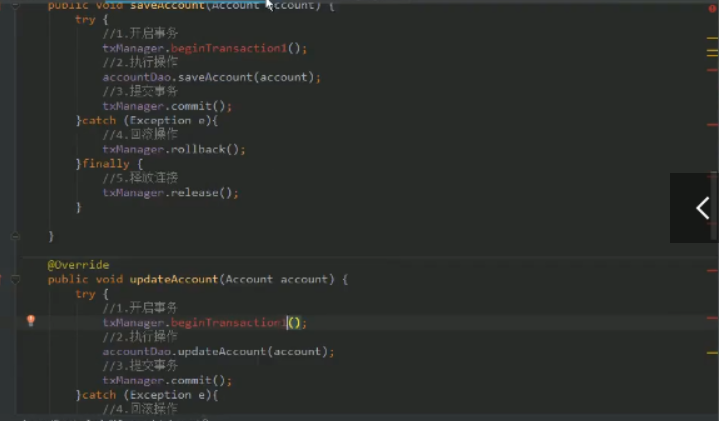 public void saveAccount(Account account) {
try {
//1.开启事务
txManager.beginTransaction1();
//2.执行操作
accountDao.saveAccount(account);
//3.提交事务
txManager.commit();
}catch (Exception e){
//4.回滚操作
txManager.rollback();
}finally {
//5.释放连接
txManager.release();
}
}
@Override
public void updateAccount(Account account) {
try {
//1.开启事务
txManager.beginTransaction1();
//2.执行操作
accountDao.updateAccount(account);
//3.提交事务
txManager.commit();
}catch (Exception e){
//4.回滚操作